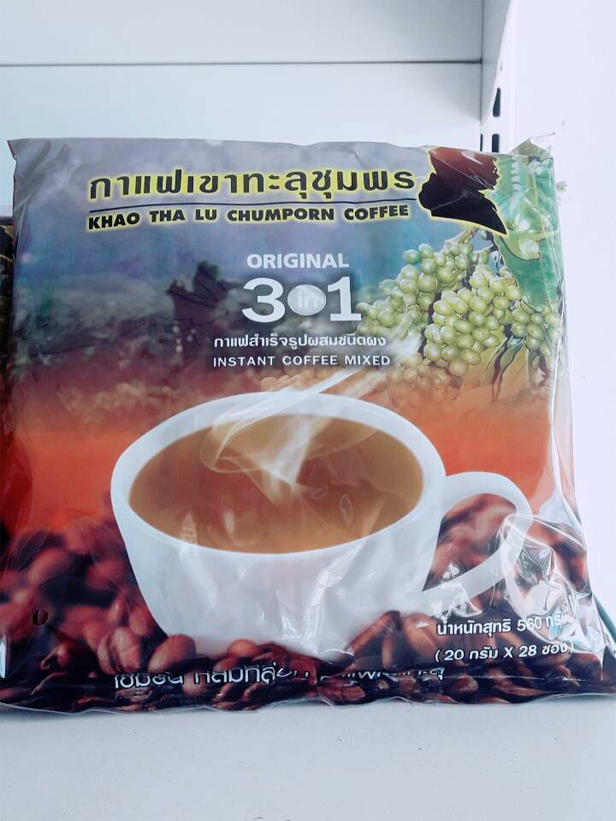 กาแฟเขาทะลุชุมพร
KHAO THA LU CHUMPORN COFFEE
ORIGINAL
3 in 1
กาแฟสำเร็จรูปผสมชนิดผง
INSTANT COFFEE MIXED
น้ำหนักสุทธิ 560 กรัม
( 20 กรัม X 28 ซอง )